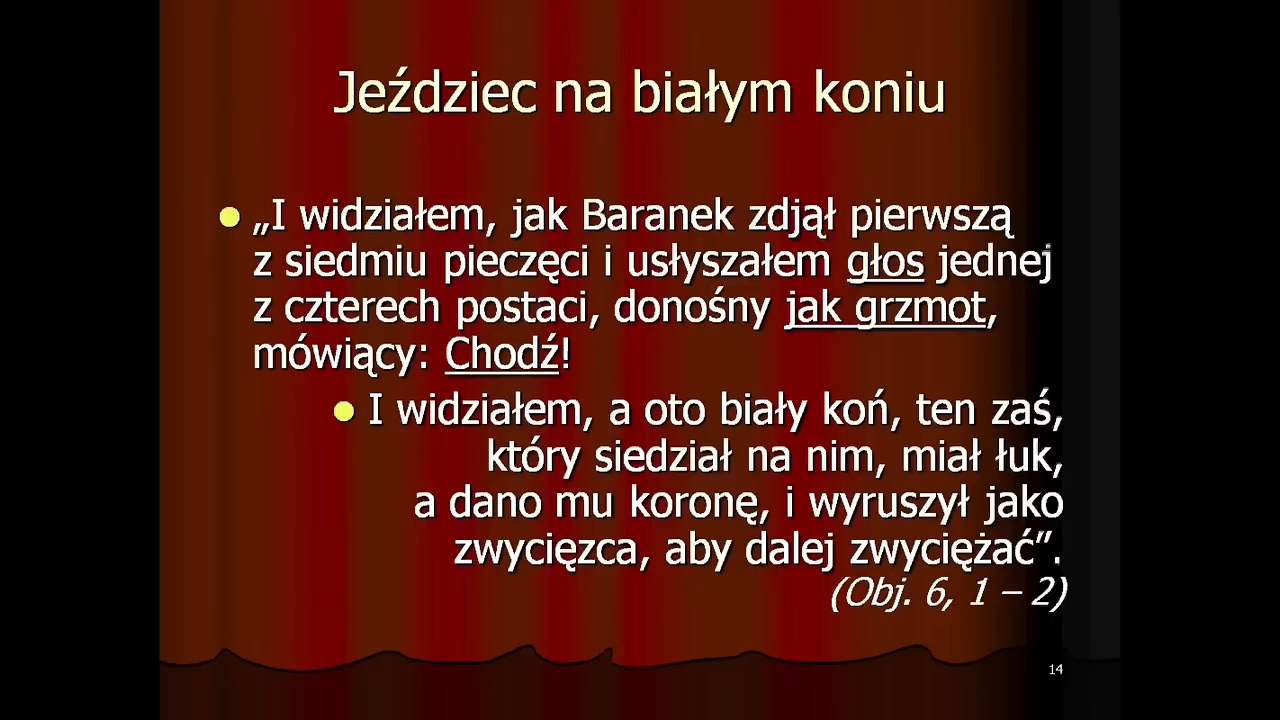 Jeździec na białym koniu
„I widziałem, jak Baranek zdjął pierwszą
z siedmiu pieczęci i usłyszałem głos jednej
z czterech postaci, donośny jak grzmot,
mówiący: Chodź!
I widziałem, a oto biały koń, ten zaś,
który siedział na nim, miał łuk,
a dano mu koronę, i wyruszył jako
zwycięzca, aby dalej zwyciężać”.
(Obj. 6, 1 – 2)
14